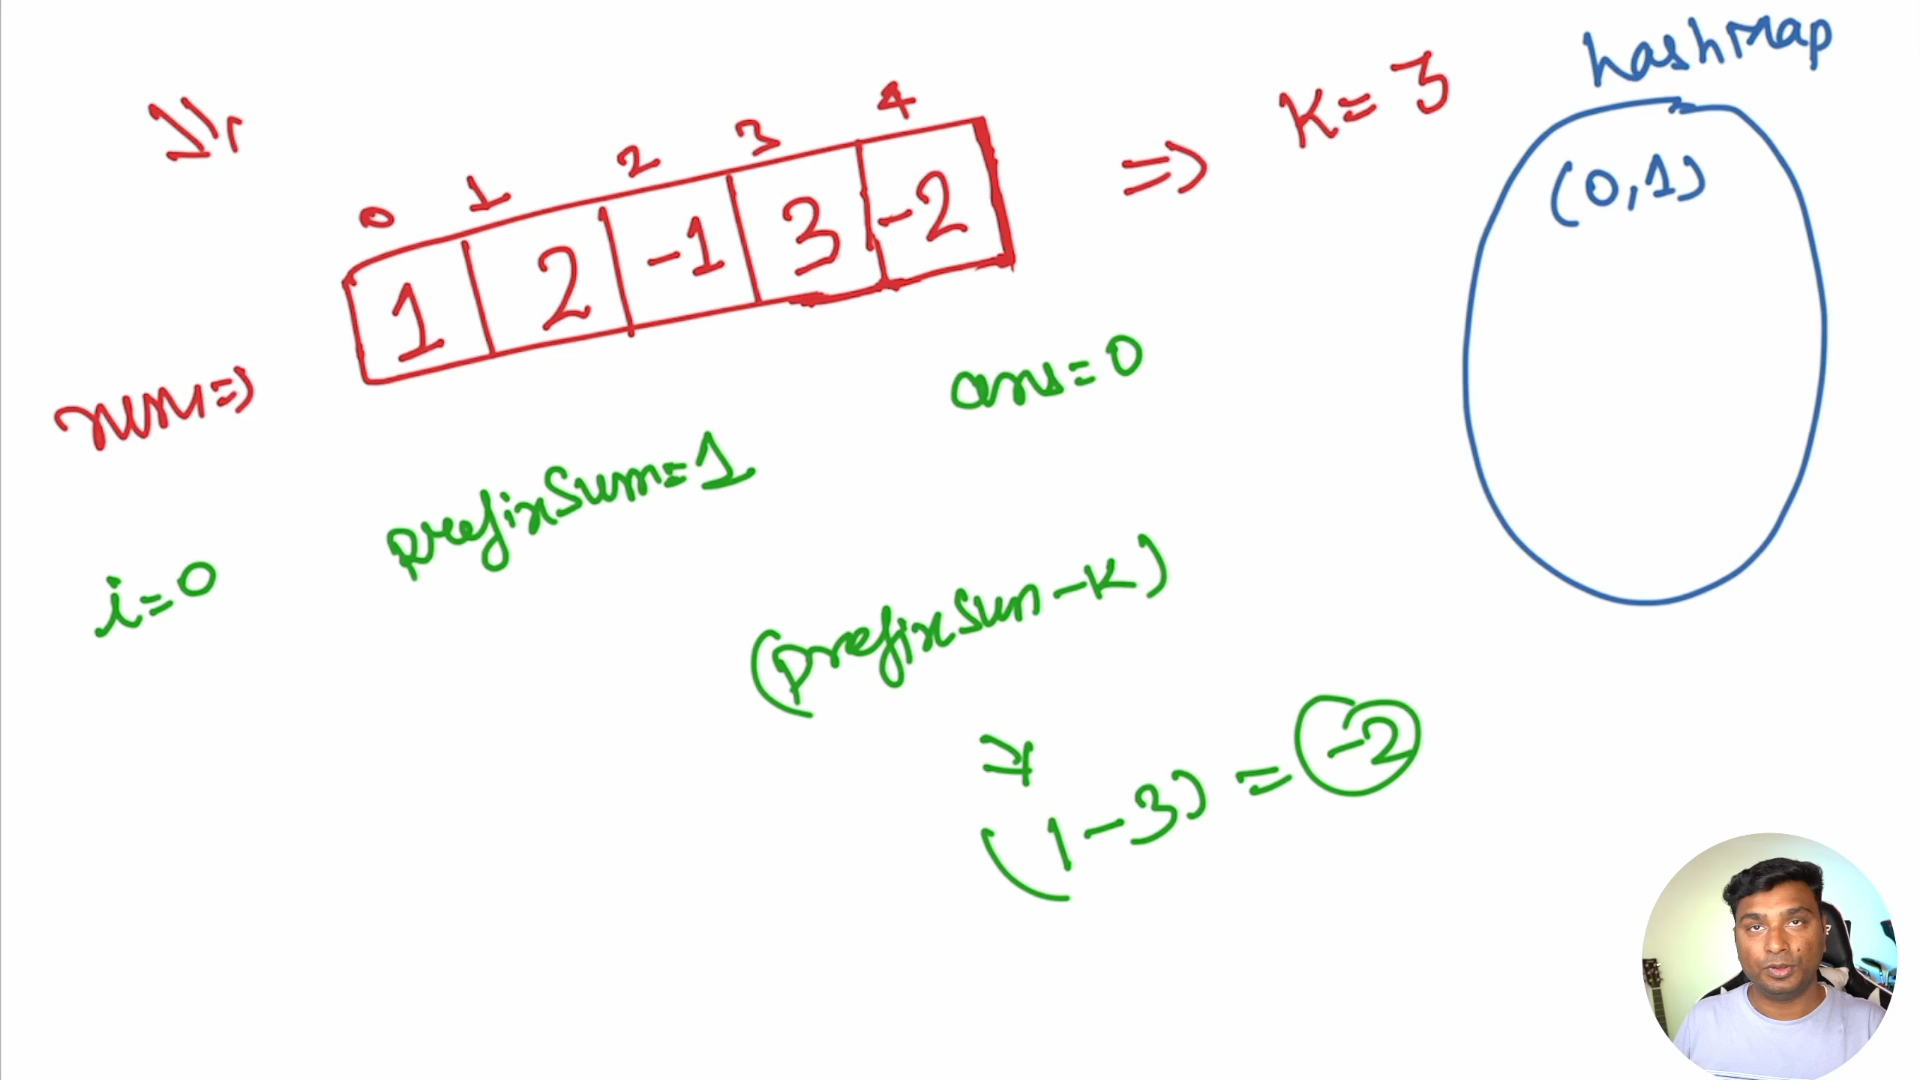 hashMap
K = 3
=>
0 1 2 3 4
1 2 -1 3 -2
(0,1)
ans=0
prefixSum=1
i=0
(prefixSum-K)
(1-3) = -2